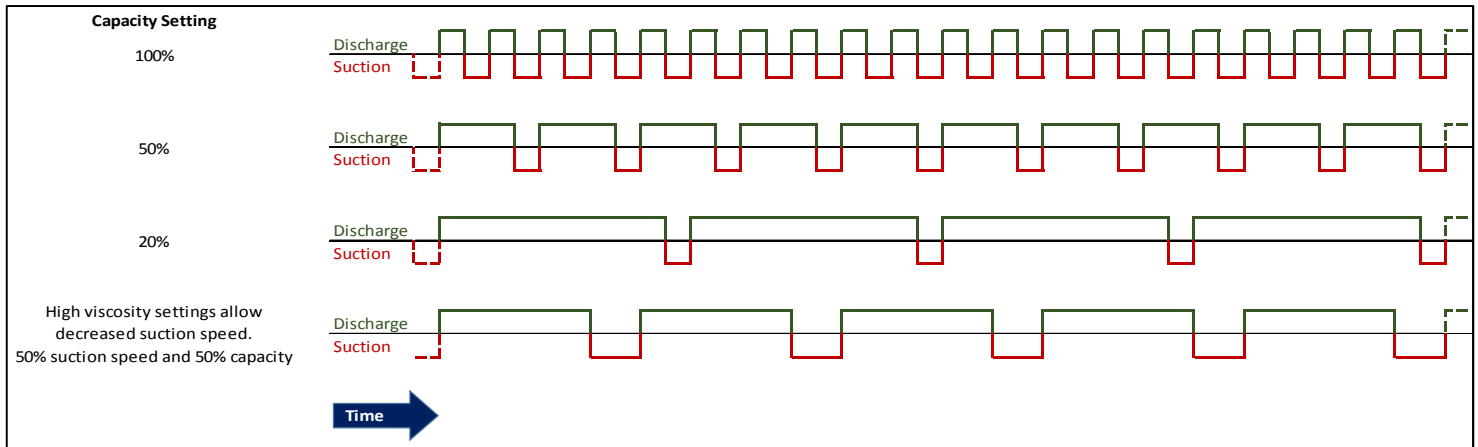 Capacity Setting
100%
Discharge
Suction
50%
Discharge
Suction
20%
Discharge
Suction
High viscosity settings allow
decreased suction speed.
50% suction speed and 50% capacity
Discharge
Suction
Time